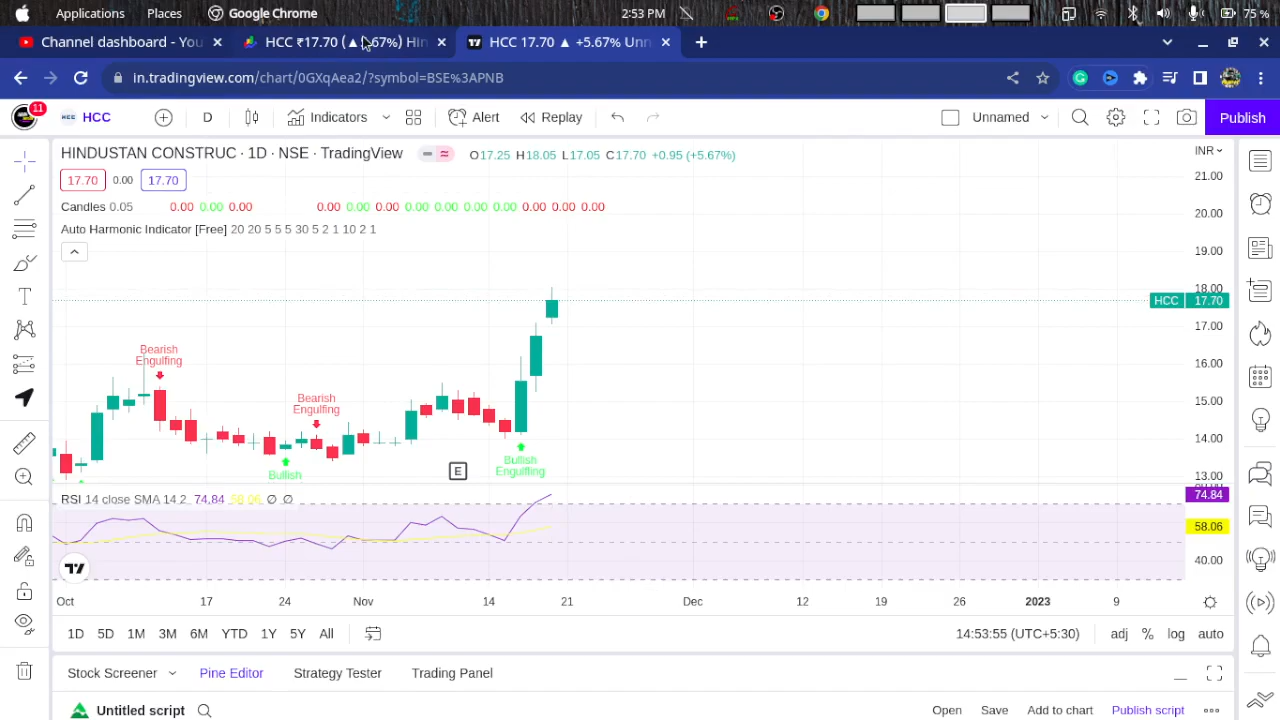 Applications Places Google Chrome 2:53 PM 75 %
Channel dashboard - You HCC ₹17.70 (▲ 5.67%) Hin HCC 17.70 ▲ +5.67% Unn
in.tradingview.com/chart/0GXqAea2/?symbol=BSE%3APNB
11 HCC HCC D Indicators Alert Replay Unnamed Publish
HINDUSTAN CONSTRUC · 1D · NSE · TradingView O17.25 H18.05 L17.05 C17.70 +0.95 (+5.67%) INR
17.70 0.00 17.70
21.00
Candles 0.05 0.00 0.00 0.00 0.00 0.00 0.00 0.00 0.00 0.00 0.00 0.00 0.00 0.00
20.00
Auto Harmonic Indicator [Free] 20 20 5 5 5 30 5 2 1 10 2 1
19.00
18.00
HCC 17.70
17.00
Bearish
Engulfing
16.00
Bearish
Engulfing
15.00
14.00
Bullish
E
Bullish
Engulfling
13.00
RSI 14 close SMA 14 2 74.84 58.06 ∅ ∅
74.84
58.06
40.00
Oct 17 24 Nov 14 21 Dec 12 19 26 2023 9
1D 5D 1M 3M 6M YTD 1Y 5Y All 14:53:55 (UTC+5:30) adj % log auto
Stock Screener Pine Editor Strategy Tester Trading Panel
Untitled script Open Save Add to chart Publish script